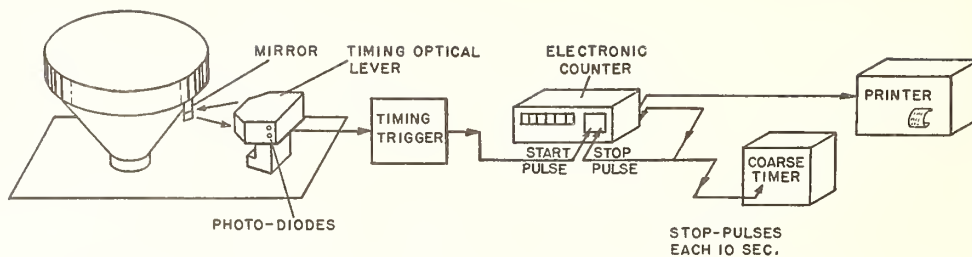 MIRROR
TIMING OPTICAL
LEVER
ELECTRONIC
COUNTER
PRINTER
TIMING
TRIGGER
START
PULSE
STOP
PULSE
COARSE
TIMER
PHOTO-DIODES
STOP-PULSES
EACH 10 SEC.